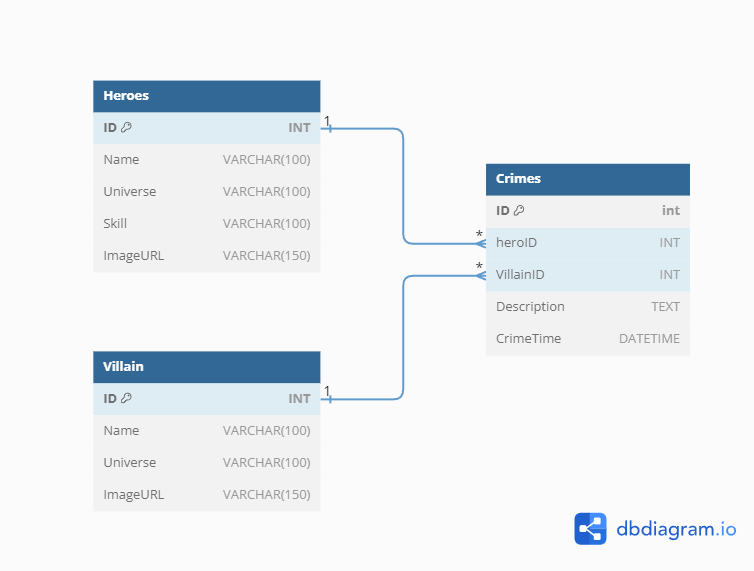 Heroes
ID INT
Name VARCHAR(100)
Universe VARCHAR(100)
Skill VARCHAR(100)
ImageURL VARCHAR(150)
1
*
Crimes
ID int
heroID INT
VillainID INT
Description TEXT
CrimeTime DATETIME
*
1
Villain
ID INT
Name VARCHAR(100)
Universe VARCHAR(100)
ImageURL VARCHAR(150)
dbdiagram.io